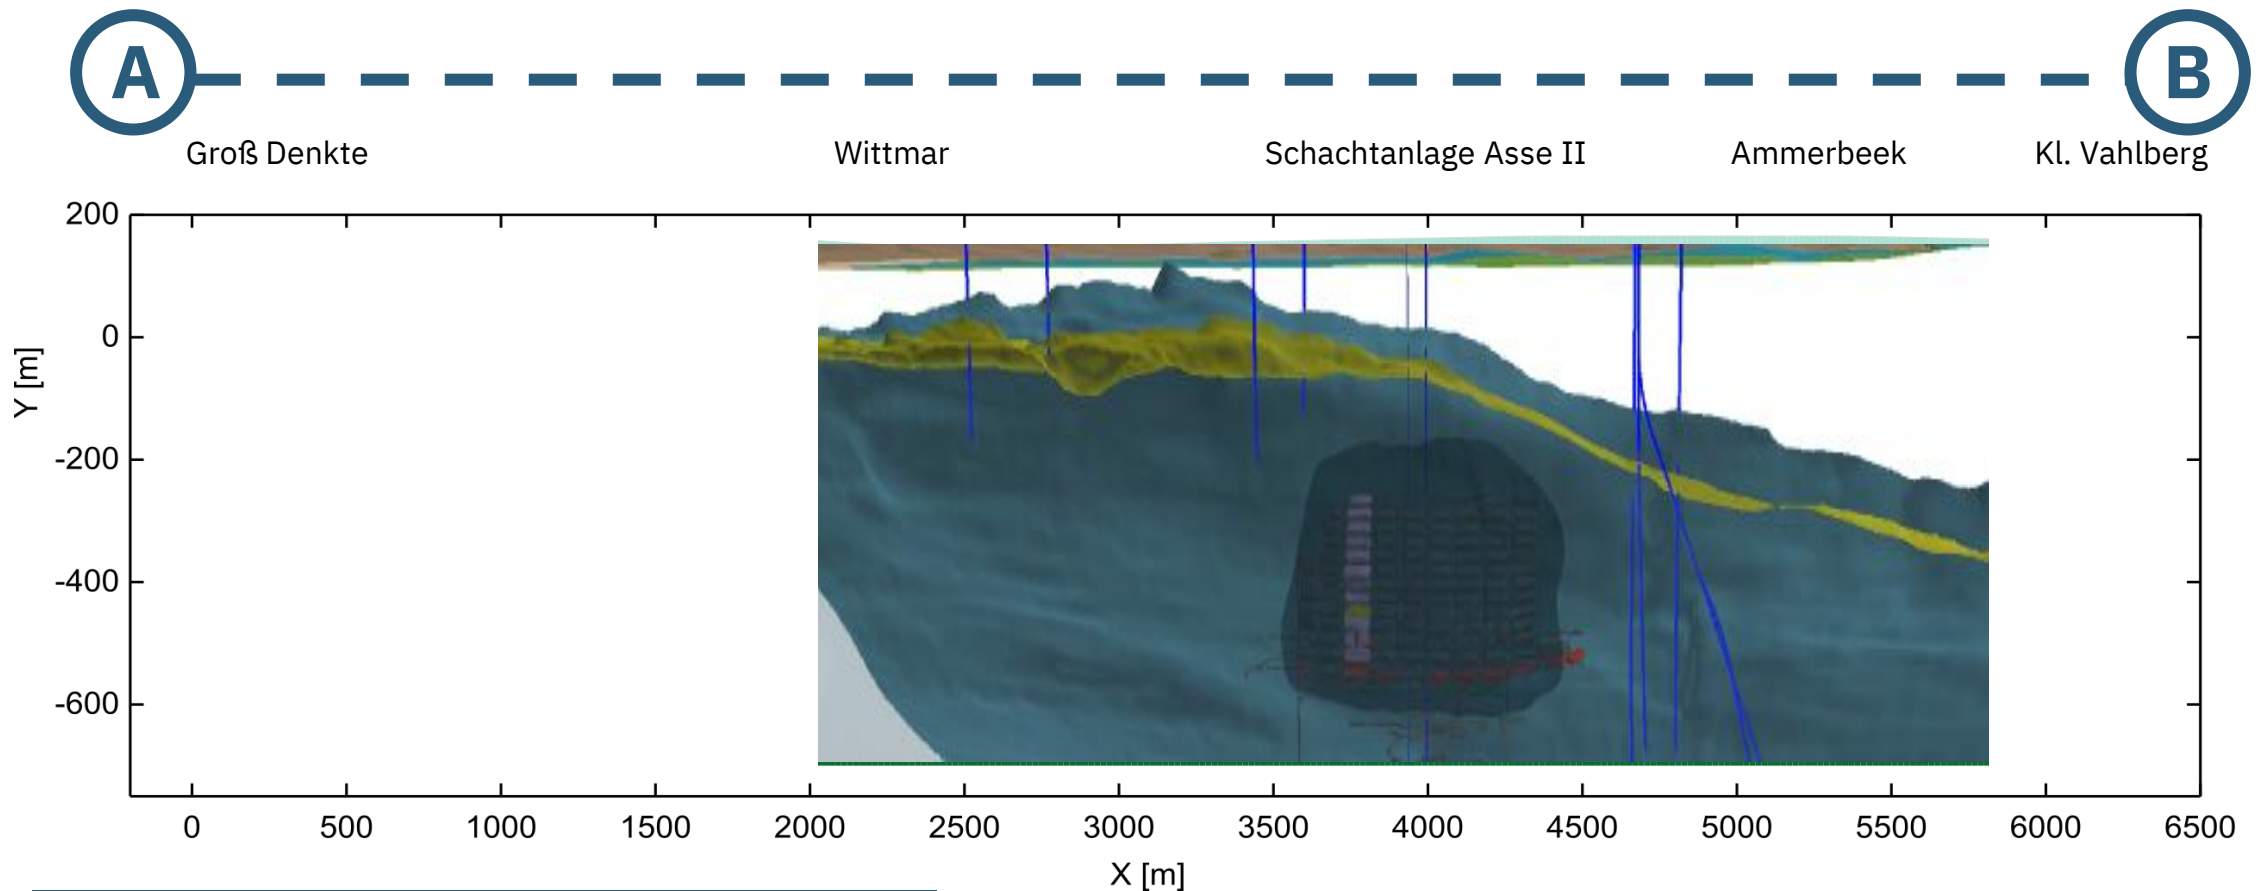 A B
Groß Denkte Wittmar Schachtanlage Asse II Ammerbeek Kl. Vahlberg
200
0
-200
-400
-600
Y [m]
0 500 1000 1500 2000 2500 3000 3500 4000 4500 5000 5500 6000 6500
X [m]